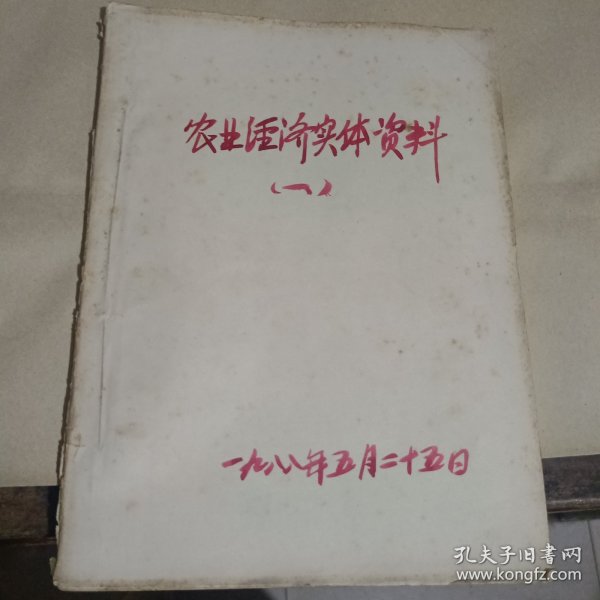 农业经济实体资料
（一）
一九八八年五月二十五日
孔夫子旧书网
www.kongfz.com